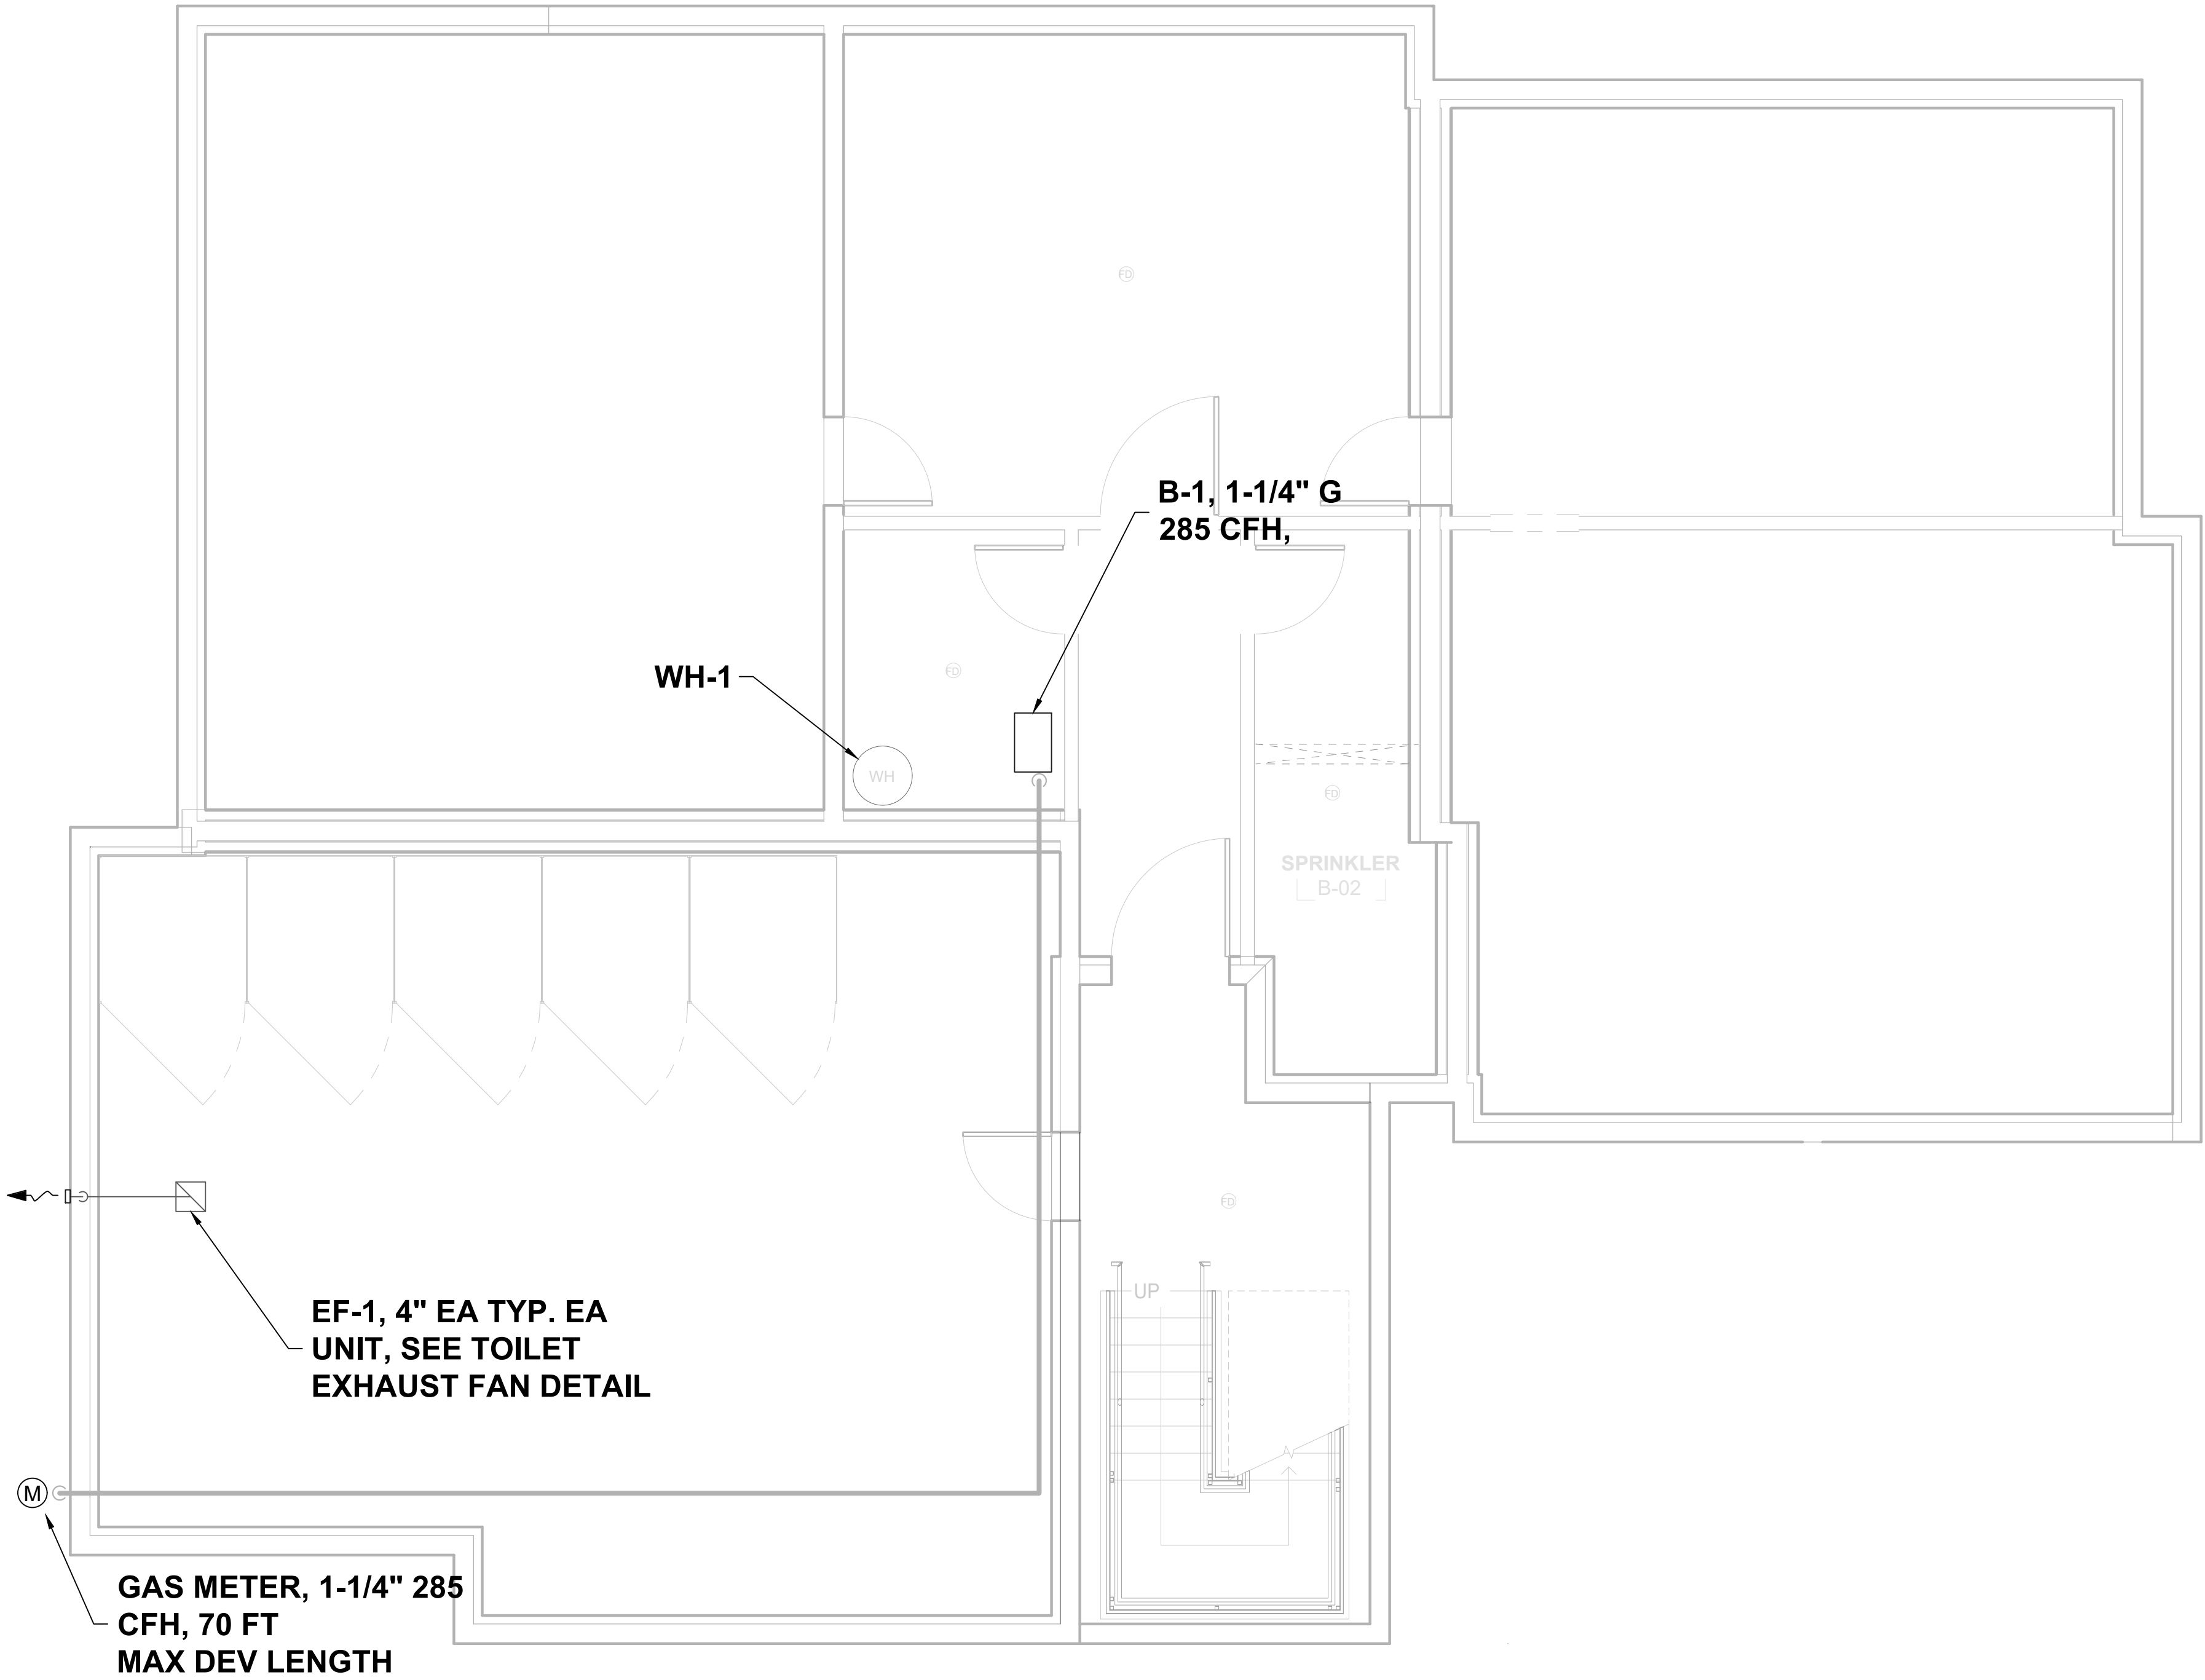 FD
B-1, 1-1/4" G
285 CFH,
FD
WH-1
WH
FD
SPRINKLER
B-02
FD
UP
EF-1, 4" EA TYP. EA
UNIT, SEE TOILET
EXHAUST FAN DETAIL
M
GAS METER, 1-1/4" 285
CFH, 70 FT
MAX DEV LENGTH